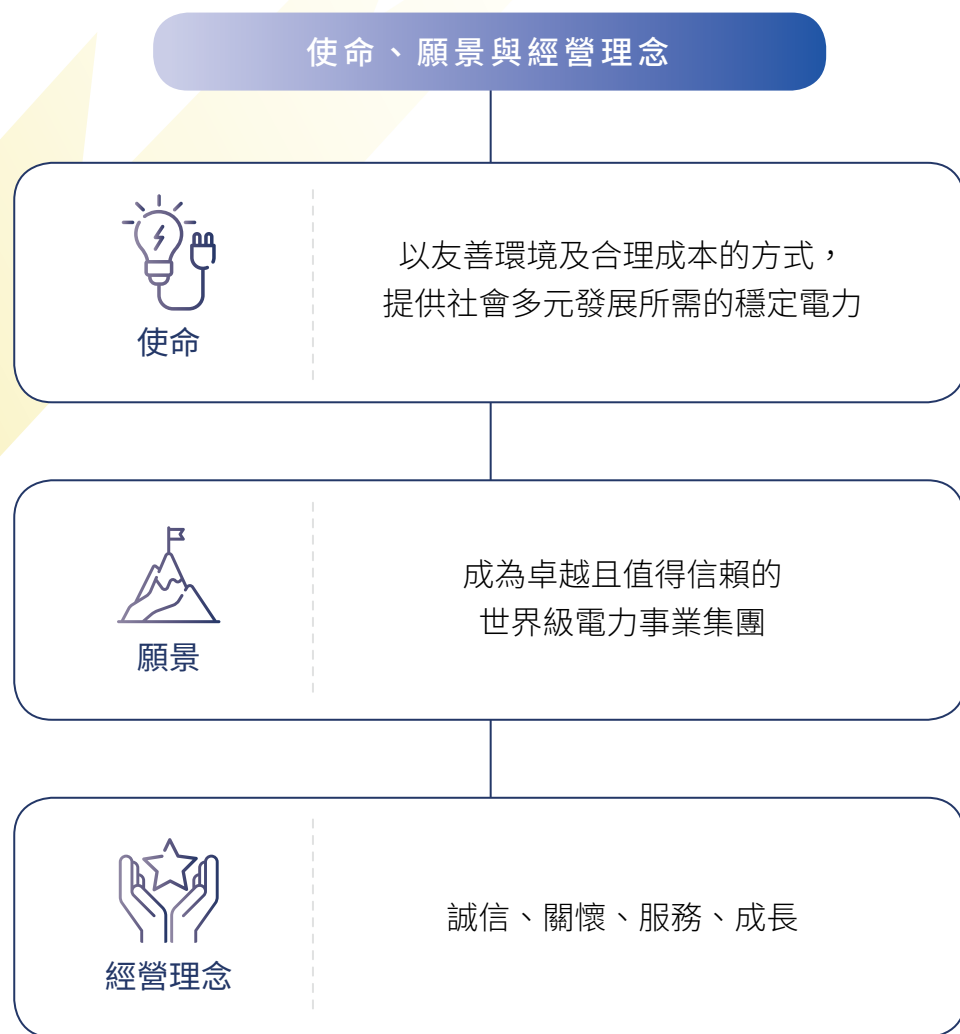 使命、願景與經營理念
以友善環境及合理成本的方式，
提供社會多元發展所需的穩定電力
使命
成為卓越且值得信賴的
世界級電力事業集團
願景
誠信、關懷、服務、成長
經營理念